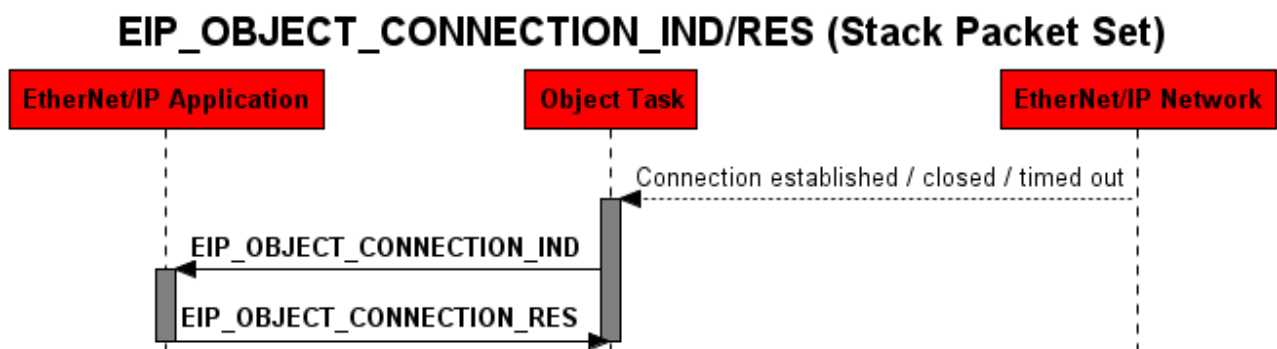 EIP_OBJECT_CONNECTION_IND/RES (Stack Packet Set)
EtherNet/IP Application
Object Task
EtherNet/IP Network
Connection established / closed / timed out
EIP_OBJECT_CONNECTION_IND
EIP_OBJECT_CONNECTION_RES